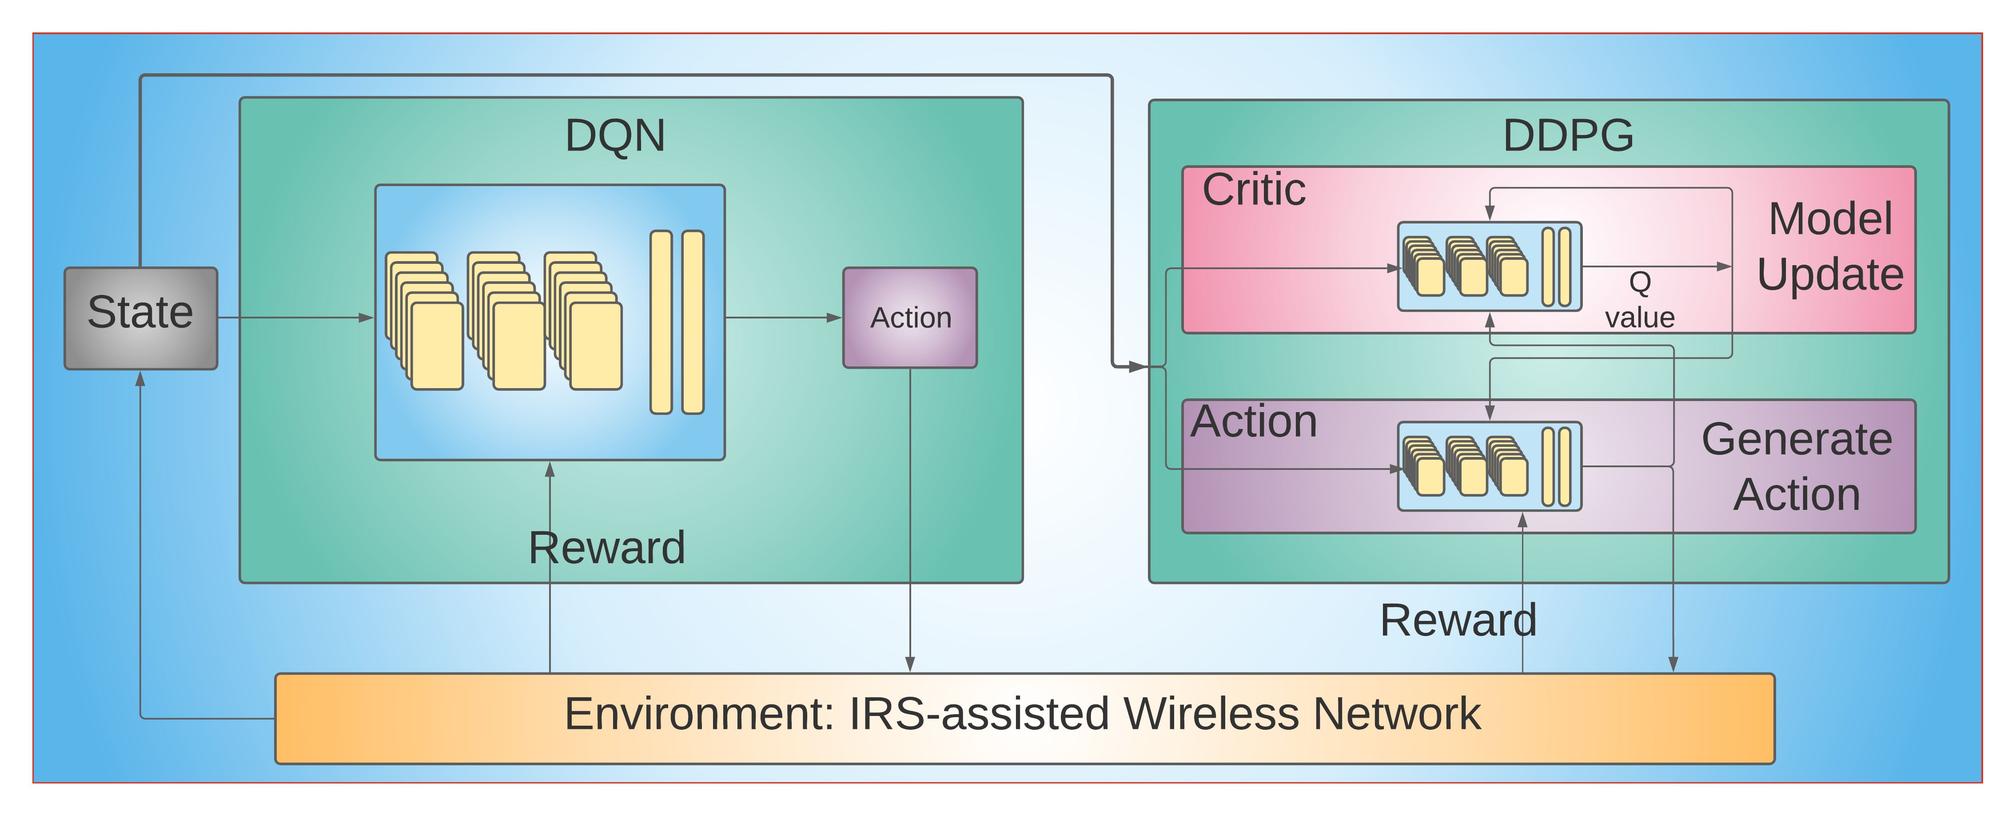 DQN
DDPG
Critic
Model
Update
State
Action
Q
value
Action
Generate
Action
Reward
Reward
Environment: IRS-assisted Wireless Network